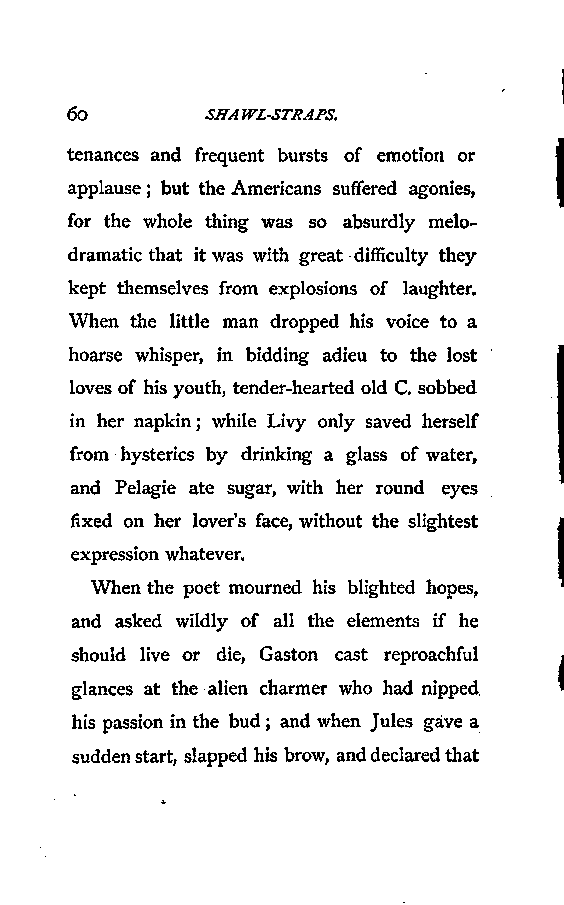 60 SHAWL-STRAPS.
tenances and frequent bursts of emotion or
applause; but the Americans suffered agonies,
for the whole thing was so absurdly melo-
dramatic that it was with great difficulty they
kept themselves from explosions of laughter.
When the little man dropped his voice to a
hoarse whisper, in bidding adieu to the lost
loves of his youth, tender-hearted old C. sobbed
in her napkin; while Livy only saved herself
from hysterics by drinking a glass of water,
and Pelagie ate sugar, with her round eyes
fixed on her lover's face, without the slightest
expression whatever.
When the poet mourned his blighted hopes,
and asked wildly of all the elements if he
should live or die, Gaston cast reproachful
glances at the alien charmer who had nipped
his passion in the bud; and when Jules gave a
sudden start, slapped his brow, and declared that